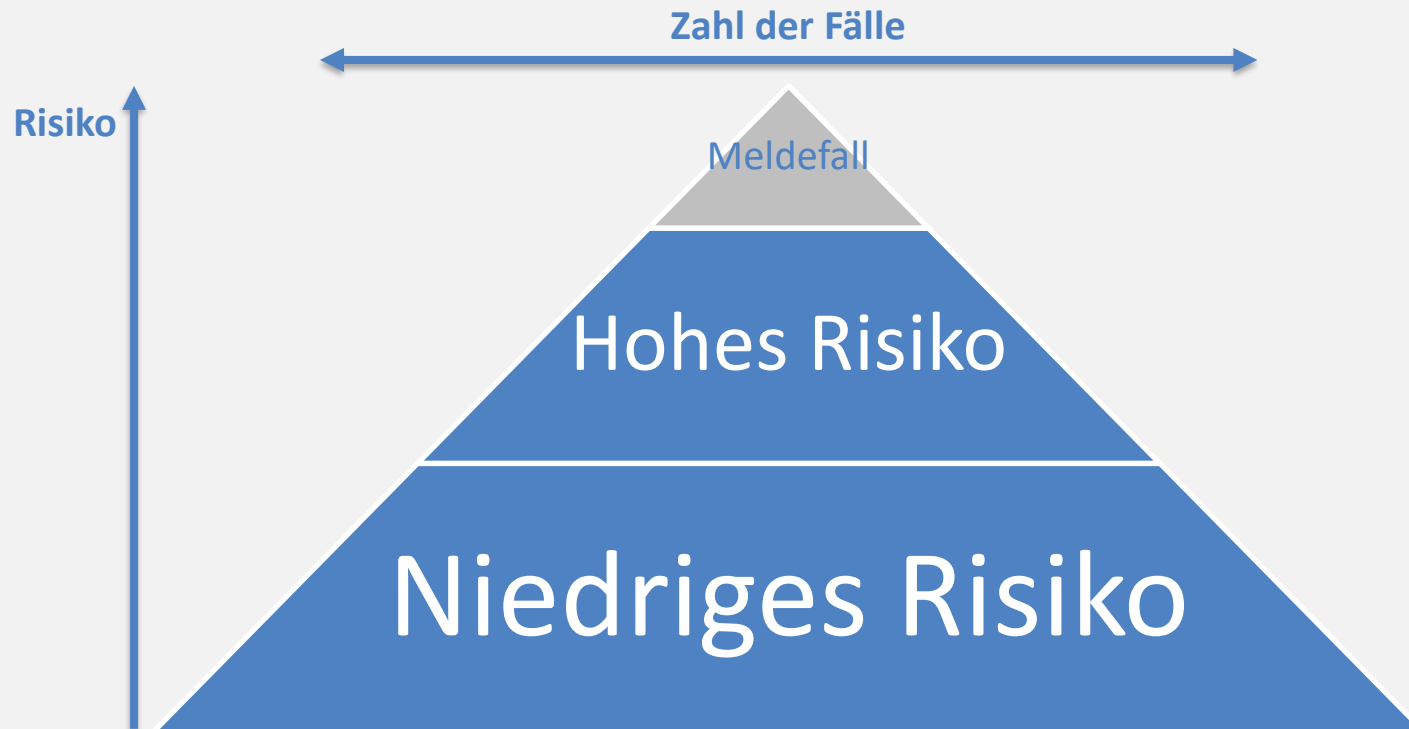 Zahl der Fälle
Risiko
Meldefall
Hohes Risiko
Niedriges Risiko